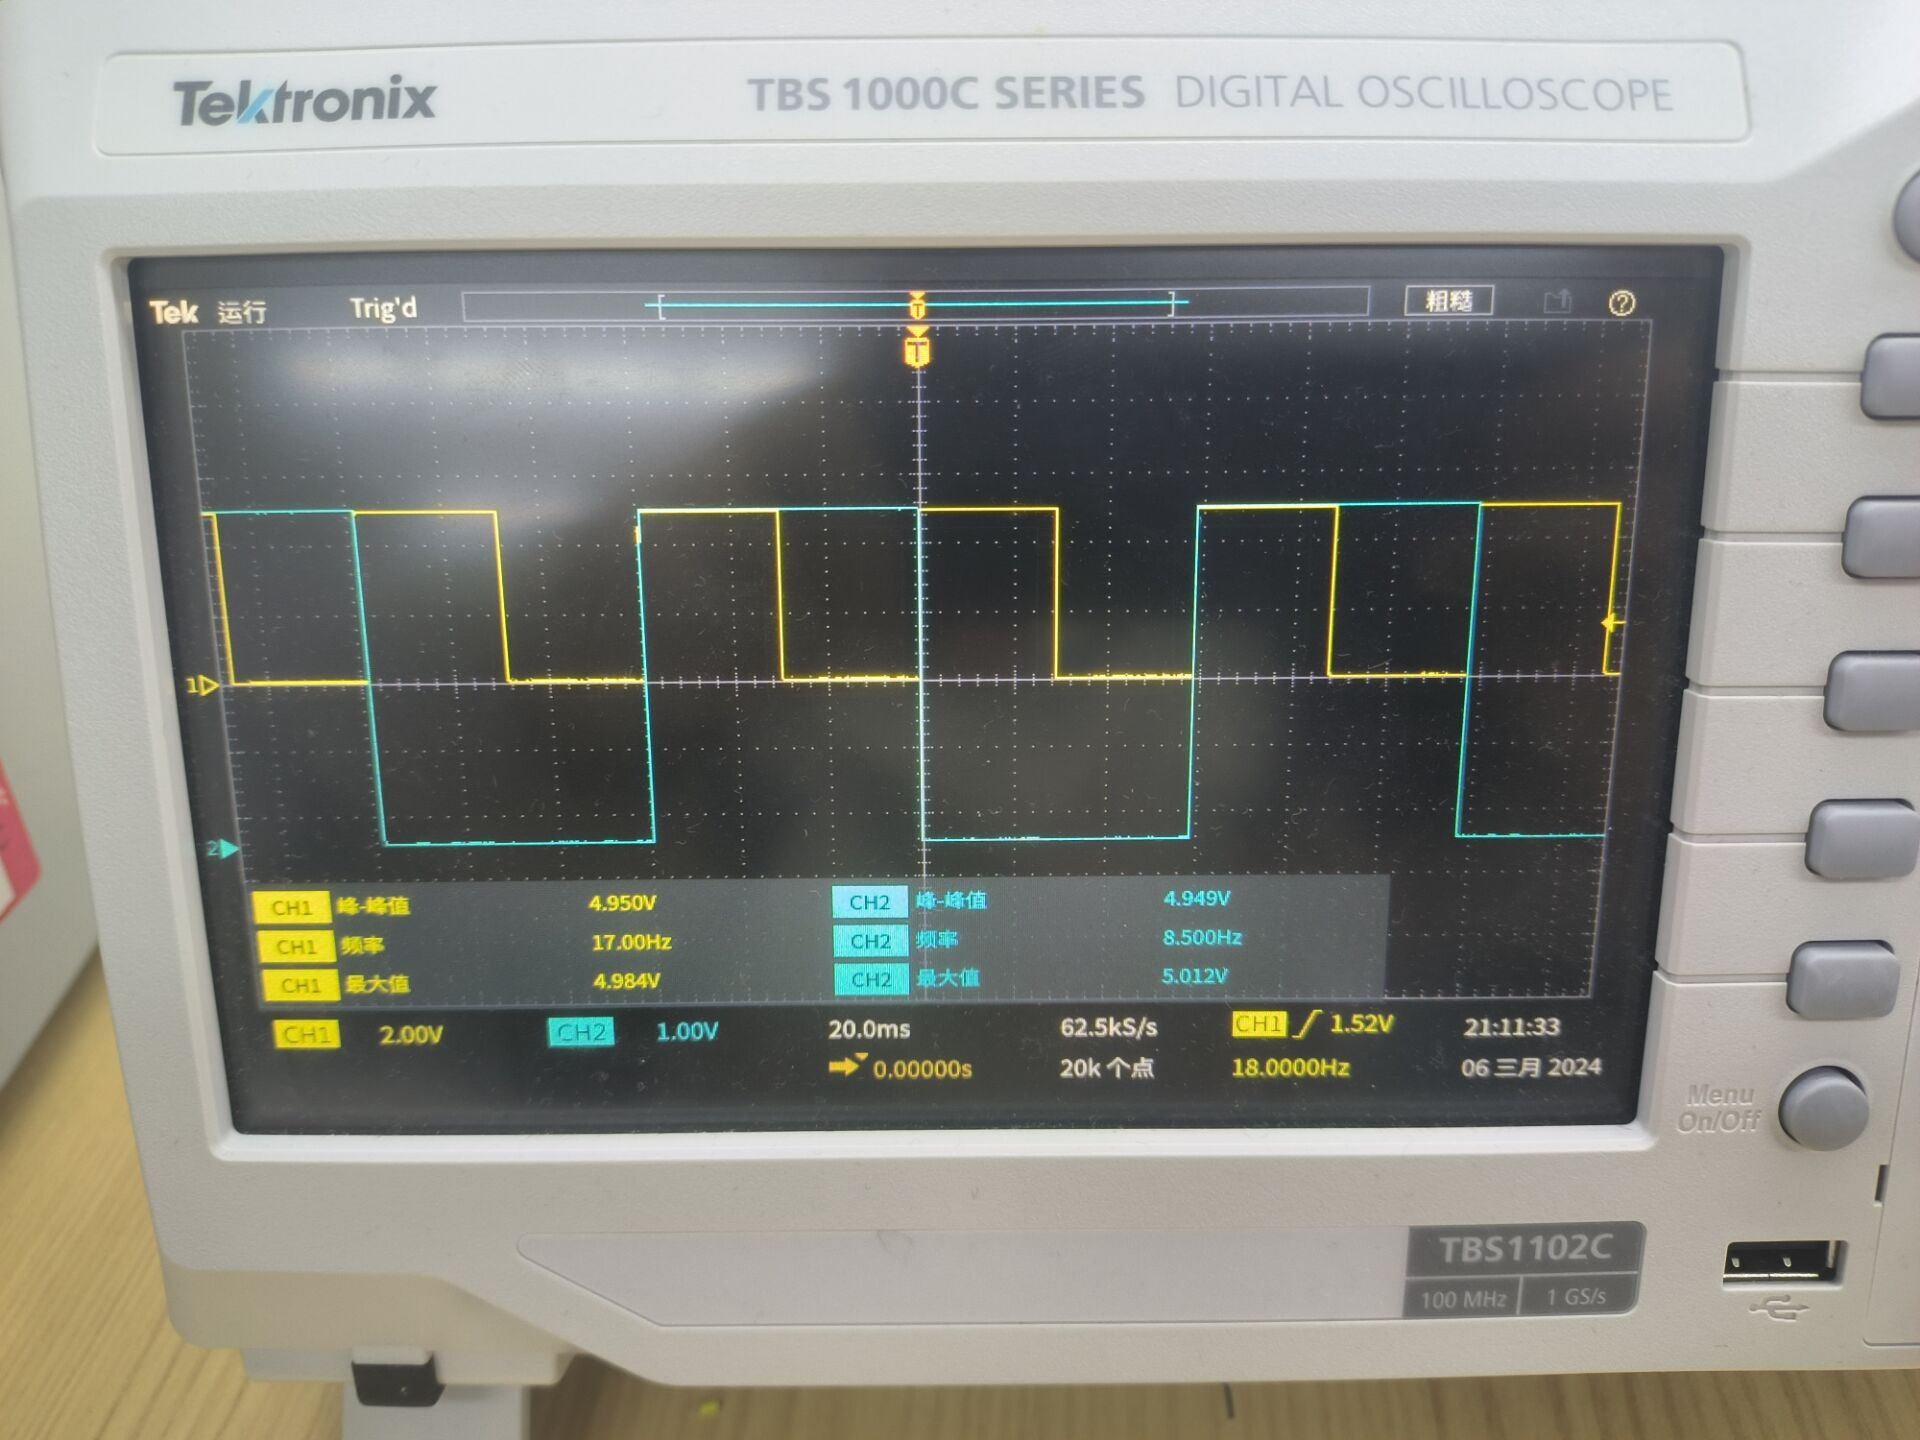 Tektronix
TBS 1000C SERIES DIGITAL OSCILLOSCOPE
Tek 运行 Trig'd 粗糙 ?
T
T
1
2
CH1 峰-峰值 4.950V CH2 峰-峰值 4.949V
CH1 频率 17.00Hz CH2 频率 8.500Hz
CH1 最大值 4.984V CH2 最大值 5.012V
CH1 2.00V CH2 1.00V 20.0ms 62.5kS/s CH1 1.52V 21:11:33
0.00000s 20k 个点 18.0000Hz 06 三月 2024
Menu
On/Off
TBS1102C
100 MHz 1 GS/s